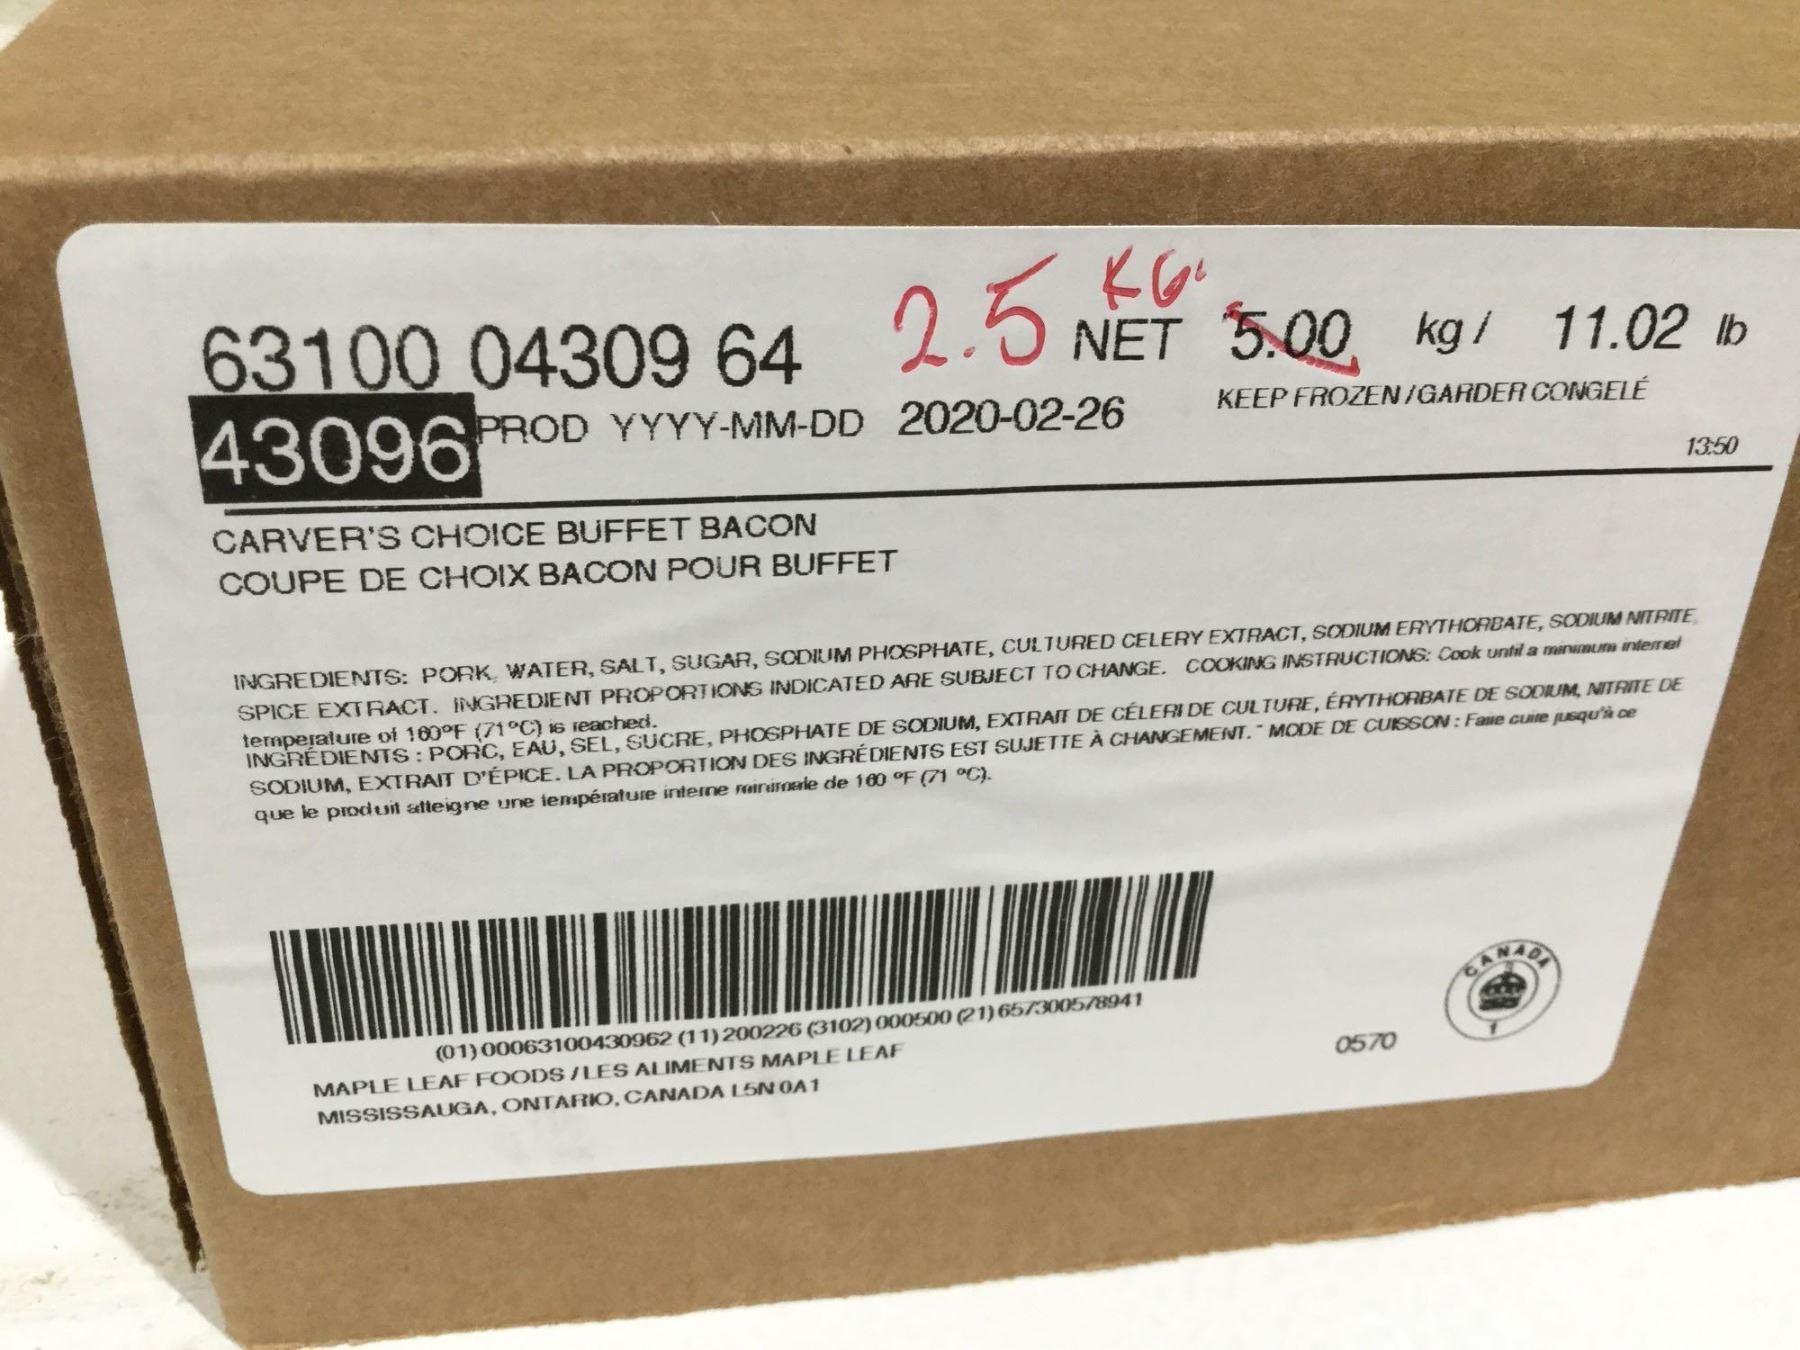 63100 04309 64 2.5 KG. NET 5.00 kg / 11.02 lb
43096 PROD YYYY-MM-DD 2020-02-26 KEEP FROZEN / GARDER CONGELÉ
13:50
CARVER'S CHOICE BUFFET BACON
COUPE DE CHOIX BACON POUR BUFFET
INGREDIENTS: PORK, WATER, SALT, SUGAR, SODIUM PHOSPHATE, CULTURED CELERY EXTRACT, SODIUM ERYTHORBATE, SODIUM NITRITE,
SPICE EXTRACT. INGREDIENT PROPORTIONS INDICATED ARE SUBJECT TO CHANGE. COOKING INSTRUCTIONS: Cook until a minimum internal
temperature of 160°F (71°C) is reached.
INGRÉDIENTS : PORC, EAU, SEL, SUCRE, PHOSPHATE DE SODIUM, EXTRAIT DE CÉLERI DE CULTURE, ÉRYTHORBATE DE SODIUM, NITRITE DE
SODIUM, EXTRAIT D'ÉPICE. LA PROPORTION DES INGRÉDIENTS EST SUJETTE À CHANGEMENT. " MODE DE CUISSON : Faire cuire jusqu'à ce
que le produit atteigne une température interne minimale de 160 °F (71 °C).
(01) 00063100430962 (11) 200226 (3102) 000500 (21) 657300578941
MAPLE LEAF FOODS / LES ALIMENTS MAPLE LEAF
MISSISSAUGA, ONTARIO, CANADA L5N 0A1
0570
CANADA
1